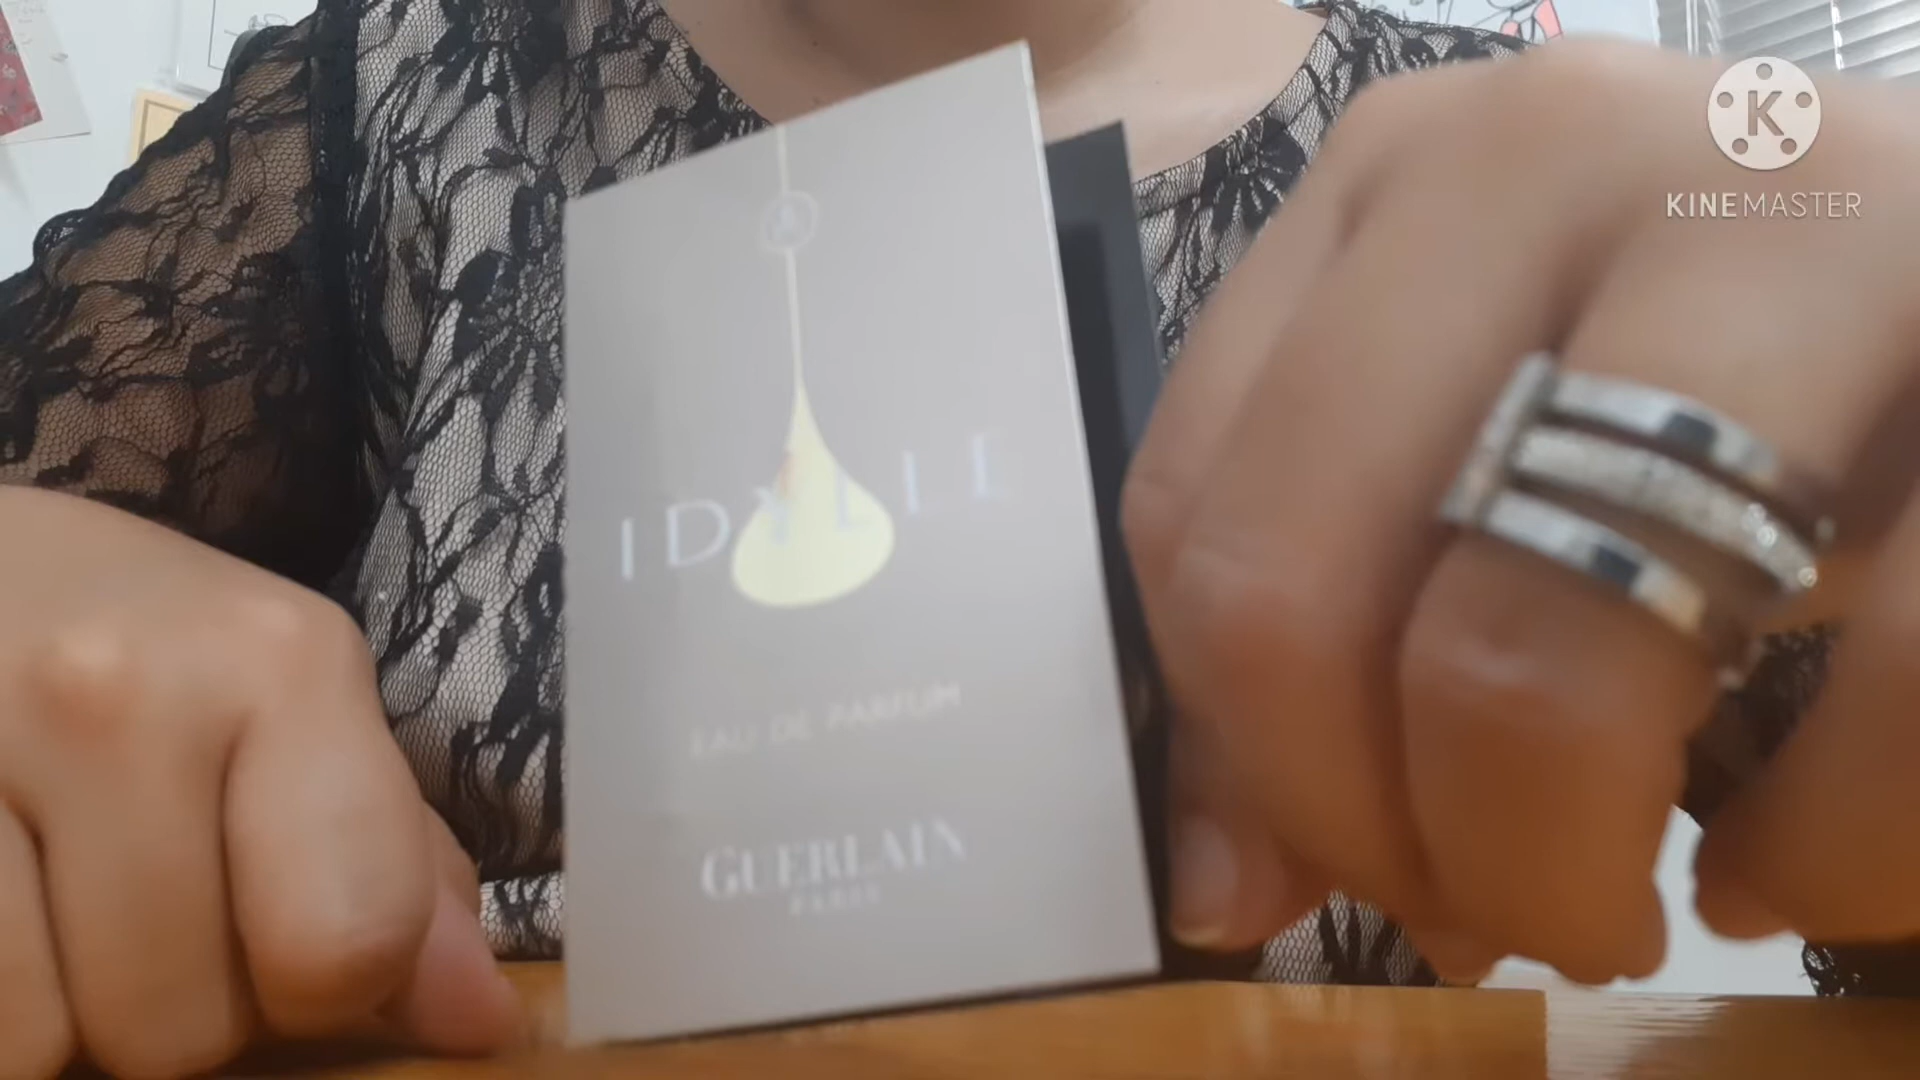 K
KINEMASTER
IDYLLE
EAU DE PARFUM
GUERLAIN
PARIS